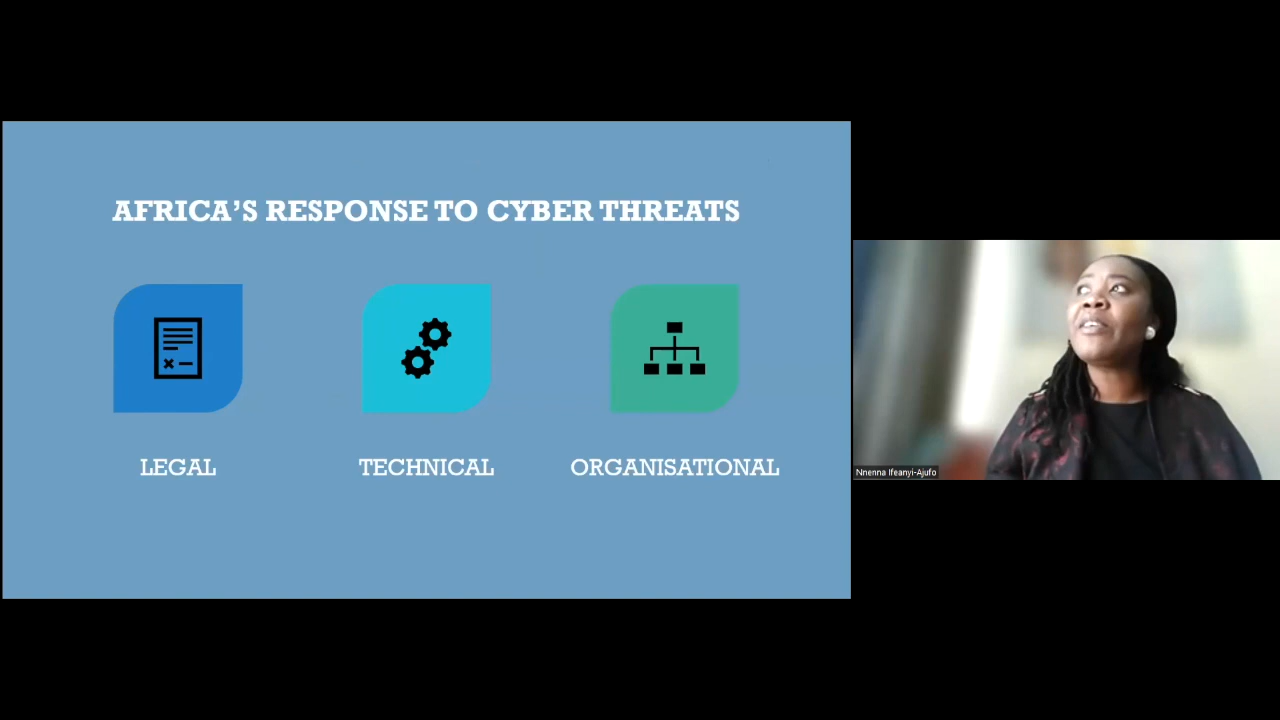 AFRICA'S RESPONSE TO CYBER THREATS
LEGAL
TECHNICAL
ORGANISATIONAL
Nnenna Ifeanyi-Ajufo